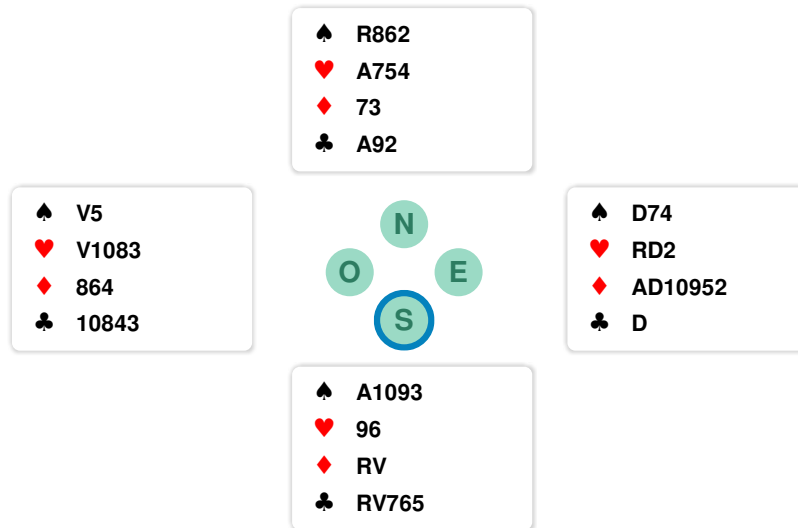 ♠ R862
♥ A754
♦ 73
♣ A92
♠ V5
♥ V1083
♦ 864
♣ 10843
N
O E
S
♠ D74
♥ RD2
♦ AD10952
♣ D
♠ A1093
♥ 96
♦ RV
♣ RV765